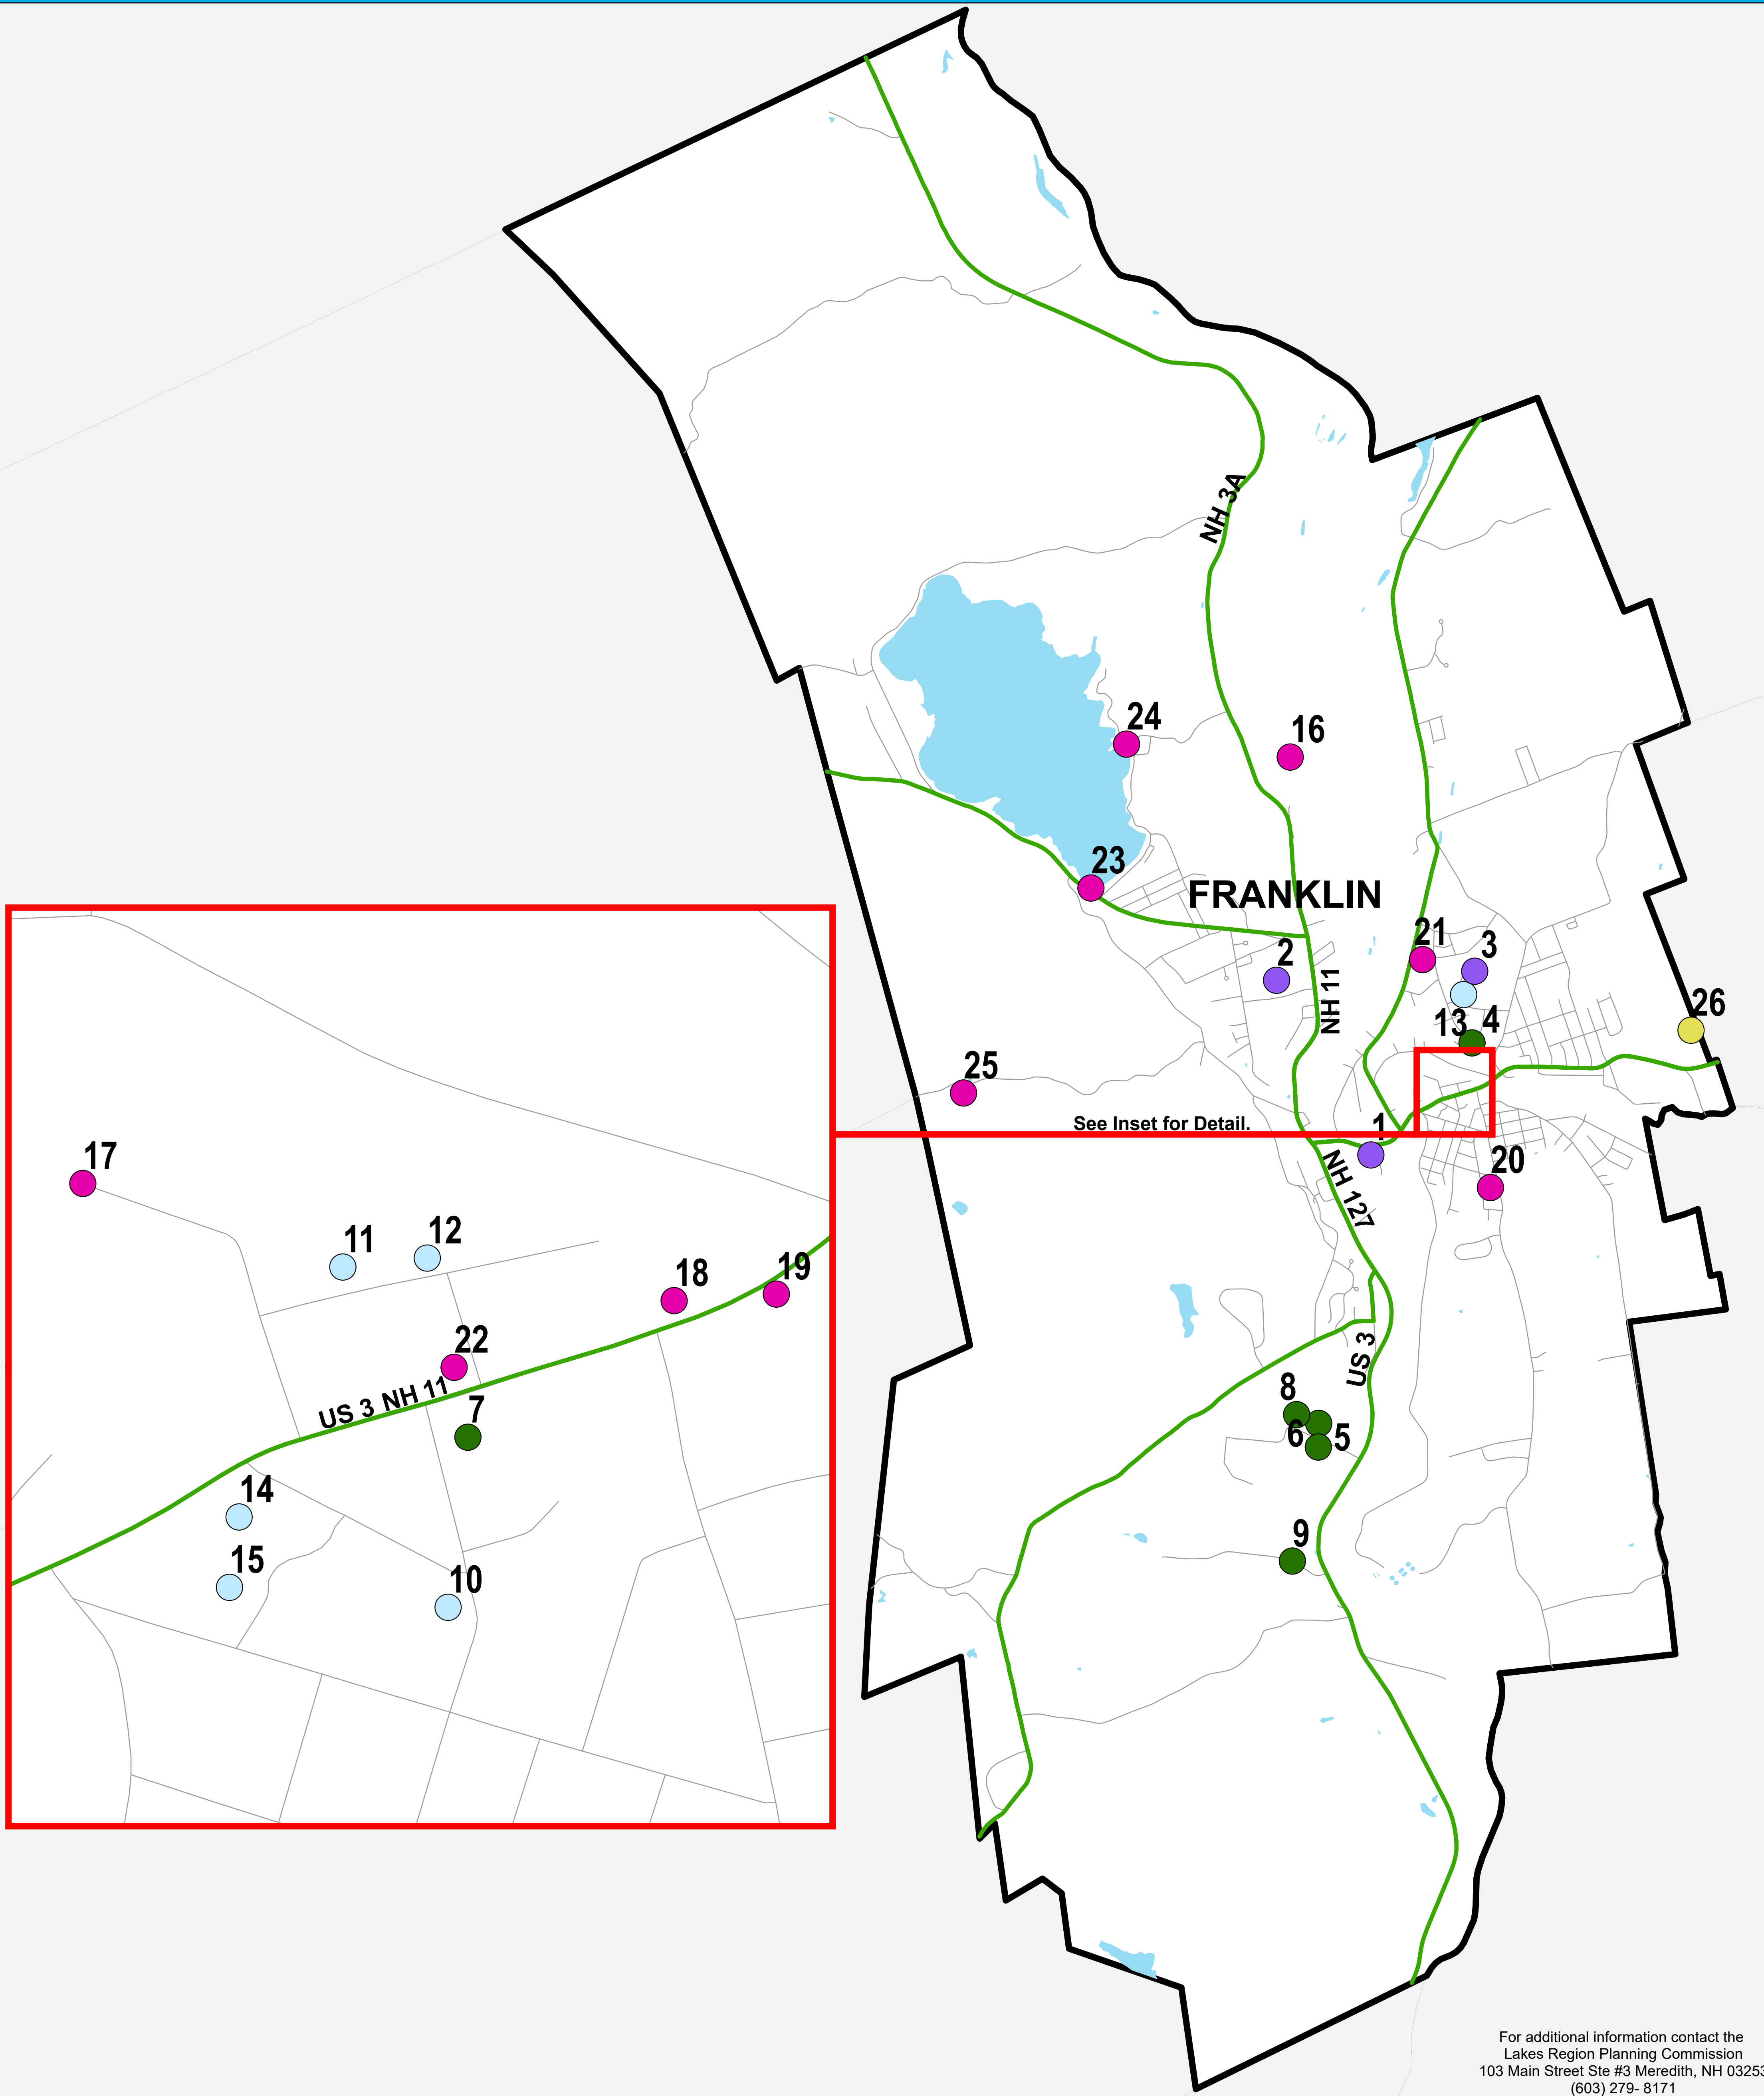 NH 3A
24
16
23
FRANKLIN
21
3
2
NH 11
26
13
4
25
See Inset for Detail.
1
NH 127
20
17
11
12
18
19
22
US 3 NH 11
7
14
15
10
US 3
8
6
5
9
For additional information contact the
Lakes Region Planning Commission
103 Main Street Ste #3 Meredith, NH 03253
(603) 279- 8171